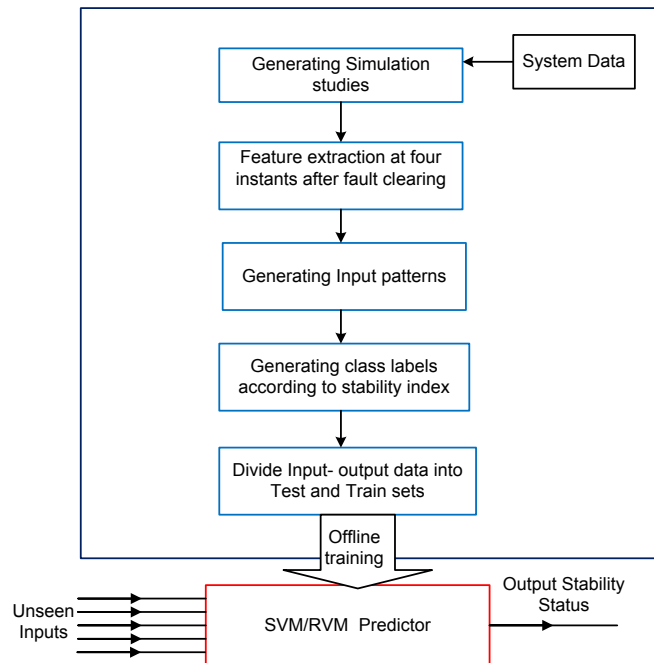 Generating Simulation
studies
System Data
Feature extraction at four
instants after fault clearing
Generating Input patterns
Generating class labels
according to stability index
Divide Input- output data into
Test and Train sets
Offline
training
Unseen
Inputs
SVM/RVM Predictor
Output Stability
Status